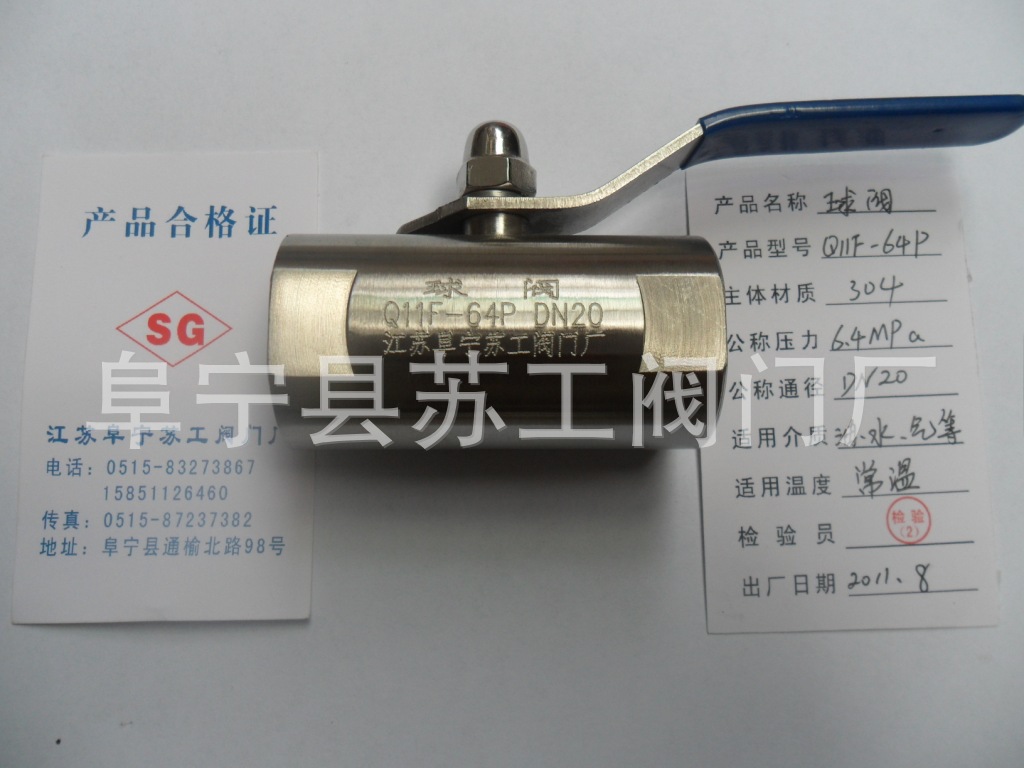 产品合格证
SG
江苏阜宁苏工阀门厂
电话：0515-83273867
15851126460
传真：0515-87237382
地址：阜宁县通榆北路98号
球 阀
Q11F-64P DN20
江苏阜宁苏工阀门厂
阜宁县苏工阀门厂
产品名称 球阀
产品型号 Q11F-64P
主体材质 304
公称压力 6.4MPa
公称通径 DN20
适用介质 水、气等
适用温度 常温
检验员 检验
(2)
出厂日期 2011.8